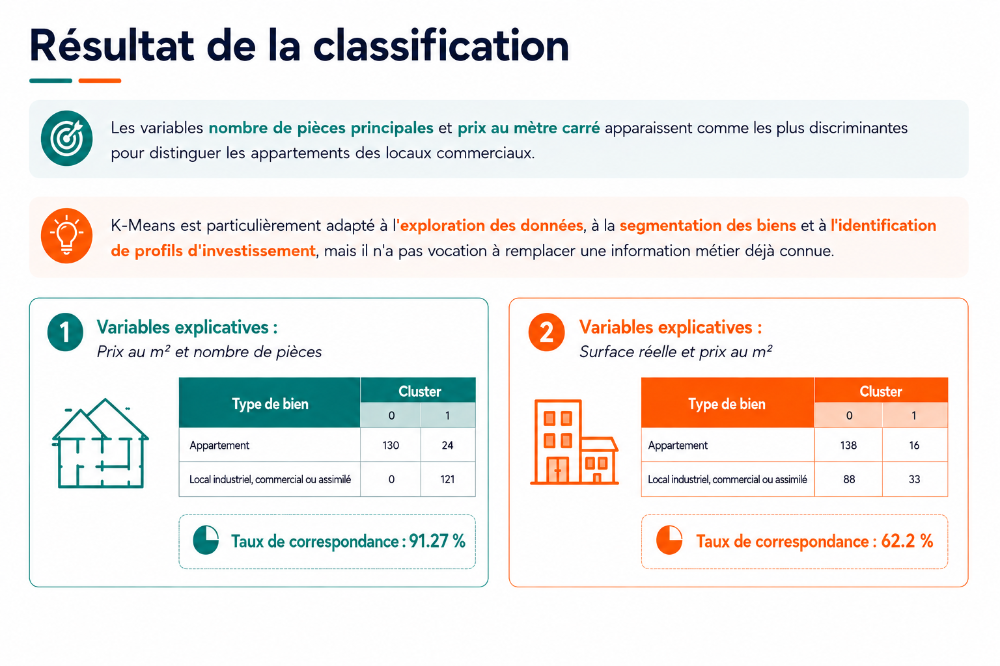 Résultat de la classification
Les variables nombre de pièces principales et prix au mètre carré apparaissent comme les plus discriminantes
pour distinguer les appartements des locaux commerciaux.
K-Means est particulièrement adapté à l'exploration des données, à la segmentation des biens et à l'identification
de profils d'investissement, mais il n'a pas vocation à remplacer une information métier déjà connue.
1
Variables explicatives :
Prix au m² et nombre de pièces
Type de bien
Cluster
0 1
Appartement 130 24
Local industriel, commercial ou assimilé 0 121
Taux de correspondance : 91.27 %
2
Variables explicatives :
Surface réelle et prix au m²
Type de bien
Cluster
0 1
Appartement 138 16
Local industriel, commercial ou assimilé 88 33
Taux de correspondance : 62.2 %